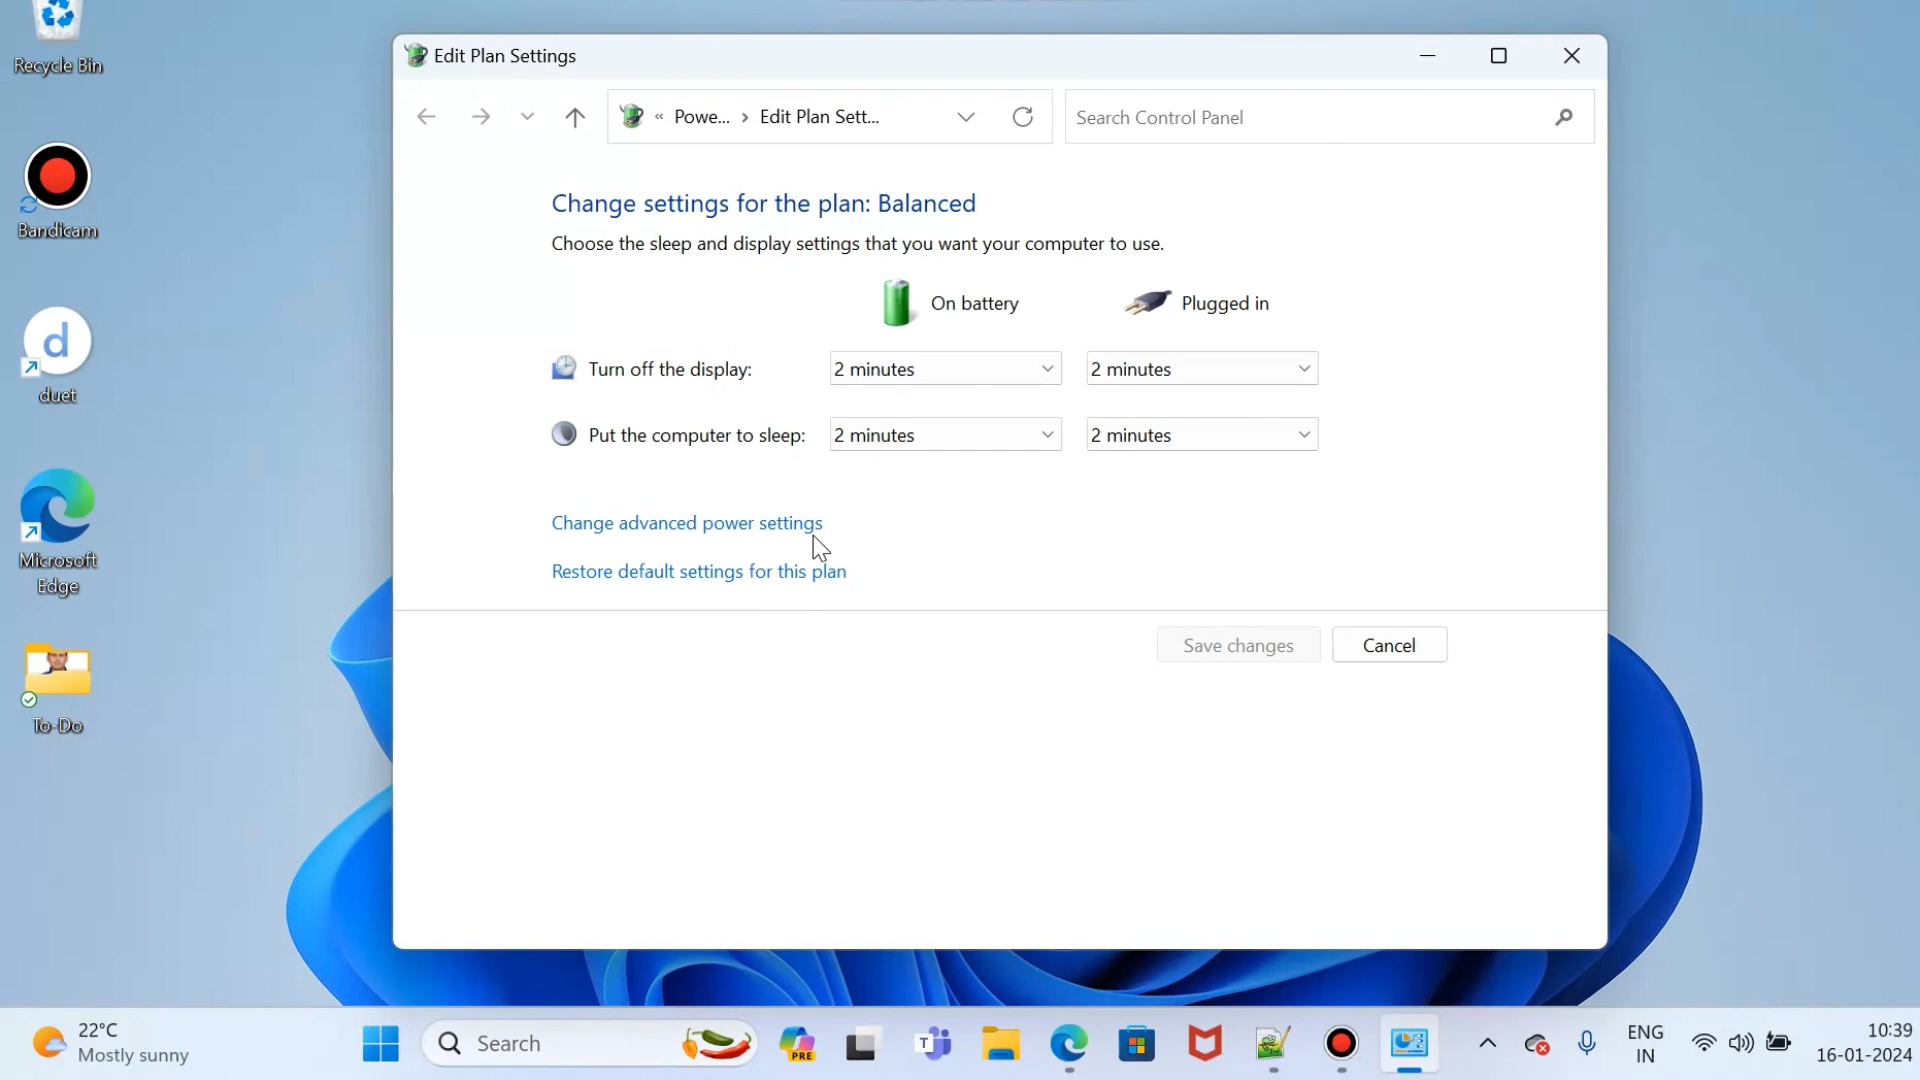 Recycle Bin
Bandicam
d
duet
Microsoft
Edge
To-Do
Edit Plan Settings
« Powe... > Edit Plan Sett...
Search Control Panel
Change settings for the plan: Balanced
Choose the sleep and display settings that you want your computer to use.
On battery Plugged in
Turn off the display: 2 minutes 2 minutes
Put the computer to sleep: 2 minutes 2 minutes
Change advanced power settings
Restore default settings for this plan
Save changes Cancel
22°C
Mostly sunny
Search
PRE
T
ENG
IN
10:39
16-01-2024